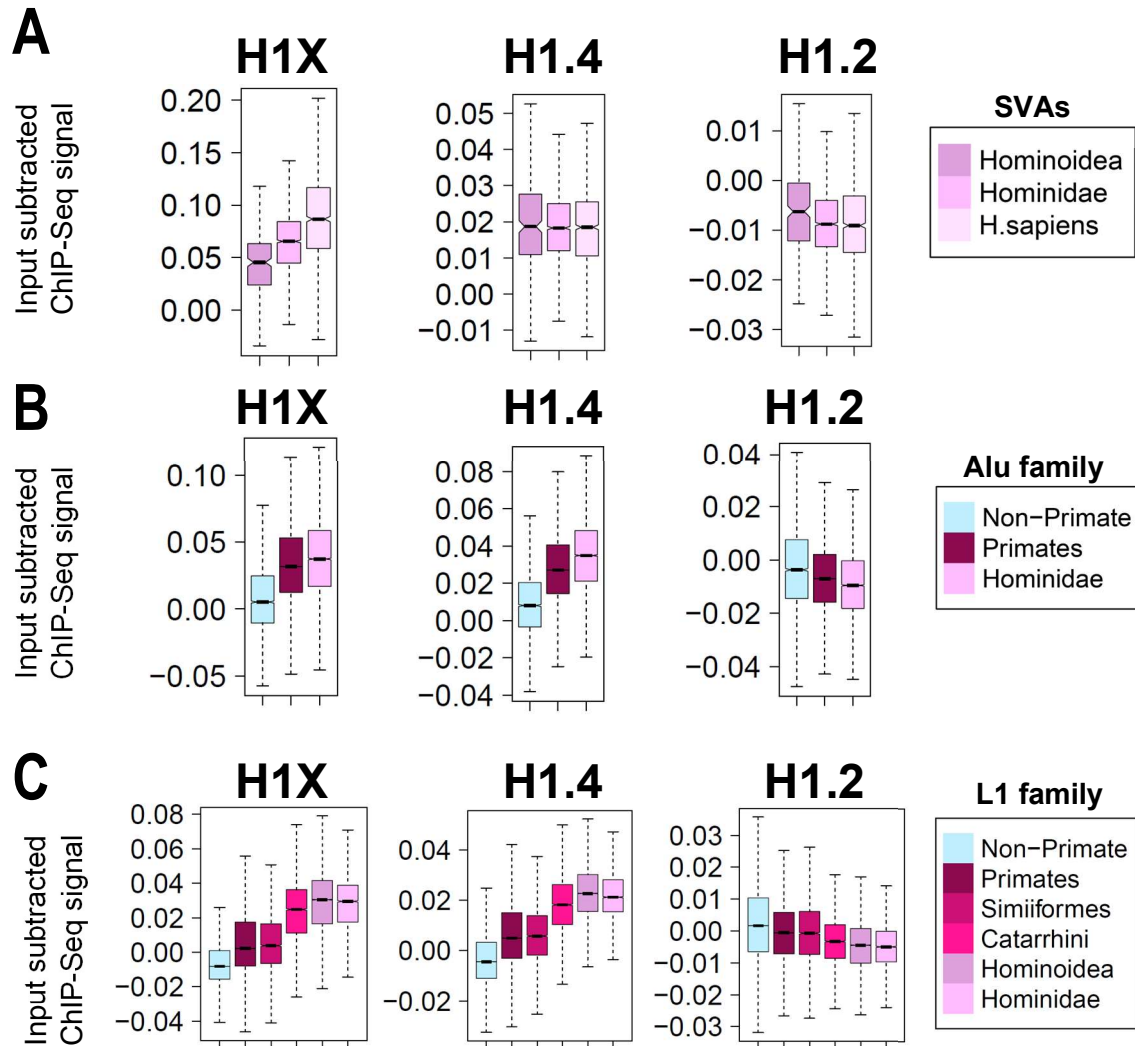 A
H1X
H1.4
H1.2
Input subtracted
ChIP-Seq signal
0.20
0.15
0.10
0.05
0.00
0.05
0.04
0.03
0.02
0.01
0.00
−0.01
0.01
0.00
−0.01
−0.02
−0.03
SVAs
Hominoidea
Hominidae
H.sapiens
B
H1X
H1.4
H1.2
Input subtracted
ChIP-Seq signal
0.10
0.05
0.00
−0.05
0.08
0.06
0.04
0.02
0.00
−0.02
−0.04
0.04
0.02
0.00
−0.02
−0.04
Alu family
Non−Primate
Primates
Hominidae
C
H1X
H1.4
H1.2
Input subtracted
ChIP-Seq signal
0.08
0.06
0.04
0.02
0.00
−0.02
−0.04
0.04
0.02
0.00
−0.02
0.03
0.02
0.01
0.00
−0.01
−0.02
−0.03
L1 family
Non−Primate
Primates
Simiiformes
Catarrhini
Hominoidea
Hominidae